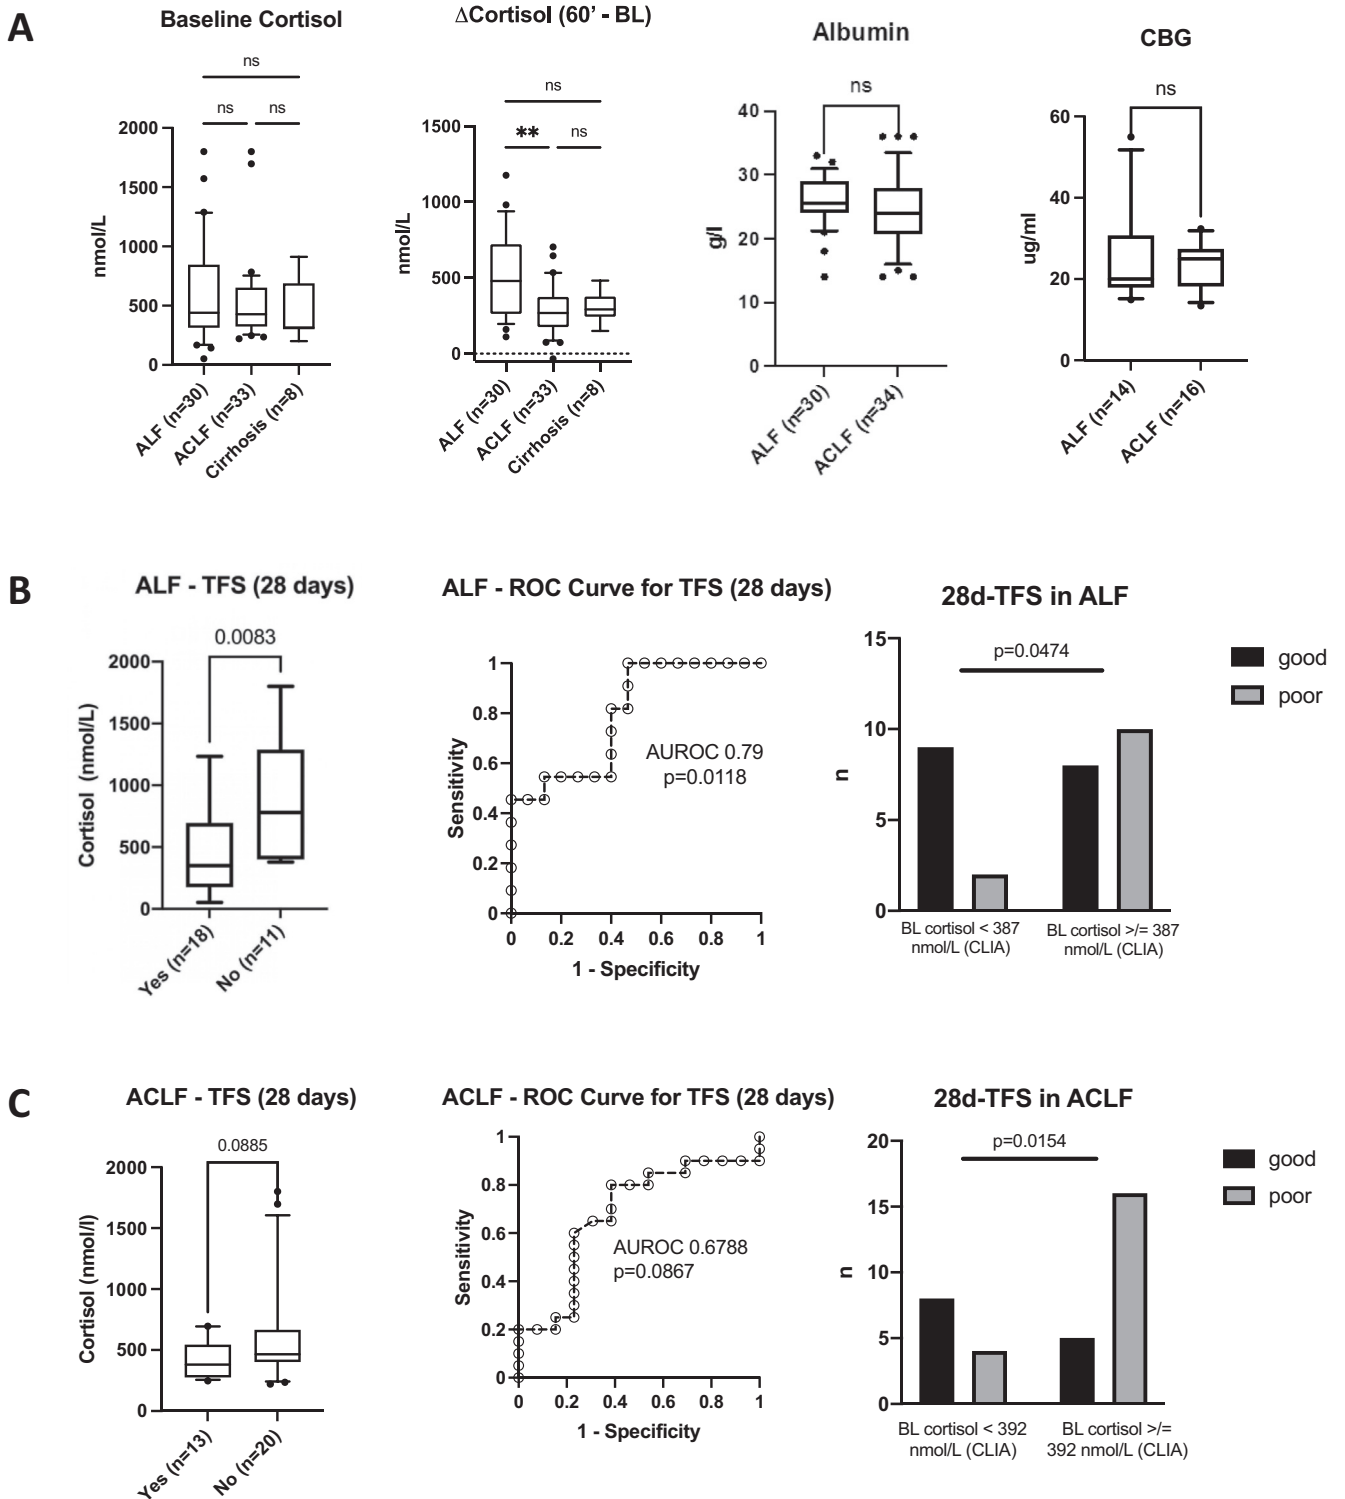 A
Baseline Cortisol
ns
ns
ns
2000
1500
1000
500
0
nmol/L
ALF (n=30)
ACLF (n=33)
Cirrhosis (n=8)
ΔCortisol (60’ - BL)
ns
**
ns
1500
1000
500
0
nmol/L
ALF (n=30)
ACLF (n=33)
Cirrhosis (n=8)
Albumin
ns
40
30
20
10
0
g/l
ALF (n=30)
ACLF (n=34)
CBG
ns
60
40
20
0
ug/ml
ALF (n=14)
ACLF (n=16)
B
ALF - TFS (28 days)
0.0083
2000
1500
1000
500
0
Cortisol (nmol/L)
Yes (n=18)
No (n=11)
ALF - ROC Curve for TFS (28 days)
1
0.8
0.6
0.4
0.2
0
Sensitivity
AUROC 0.79
p=0.0118
0
0.2
0.4
0.6
0.8
1
1 - Specificity
28d-TFS in ALF
15
10
5
0
n
p=0.0474
good
poor
BL cortisol < 387
nmol/L (CLIA)
BL cortisol >/= 387
nmol/L (CLIA)
C
ACLF - TFS (28 days)
0.0885
2000
1500
1000
500
0
Cortisol (nmol/l)
Yes (n=13)
No (n=20)
ACLF - ROC Curve for TFS (28 days)
1
0.8
0.6
0.4
0.2
0
Sensitivity
AUROC 0.6788
p=0.0867
0
0.2
0.4
0.6
0.8
1
1 - Specificity
28d-TFS in ACLF
20
15
10
5
0
n
p=0.0154
good
poor
BL cortisol < 392
nmol/L (CLIA)
BL cortisol >/=
392 nmol/L (CLIA)